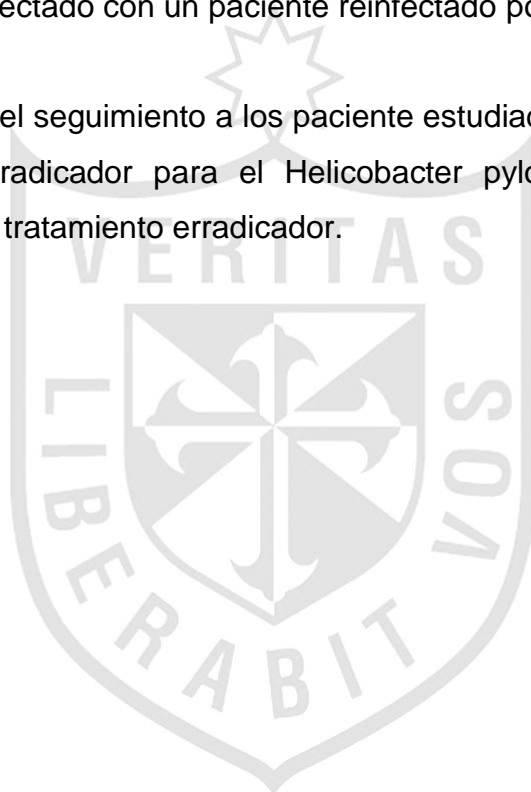 ectado con un paciente reinfectado po
el seguimiento a los paciente estudiad
radicador para el Helicobacter pylo
tratamiento erradicador.
VERITAS
LIBERABIT
VOS